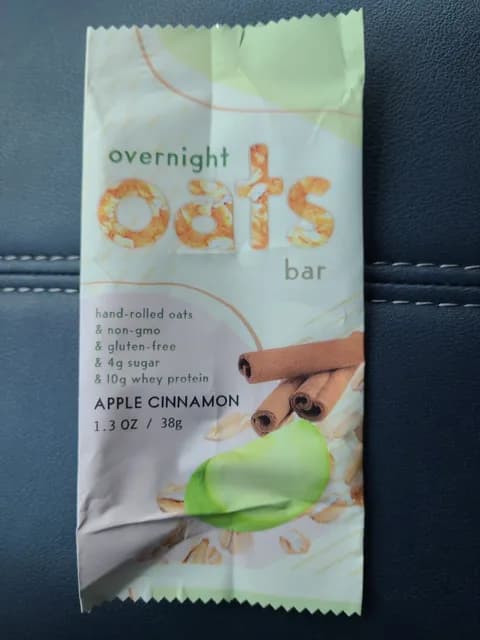 overnight
oats
bar
hand-rolled oats
& non-gmo
& gluten-free
& 4g sugar
& 10g whey protein
APPLE CINNAMON
1.3 OZ / 38g